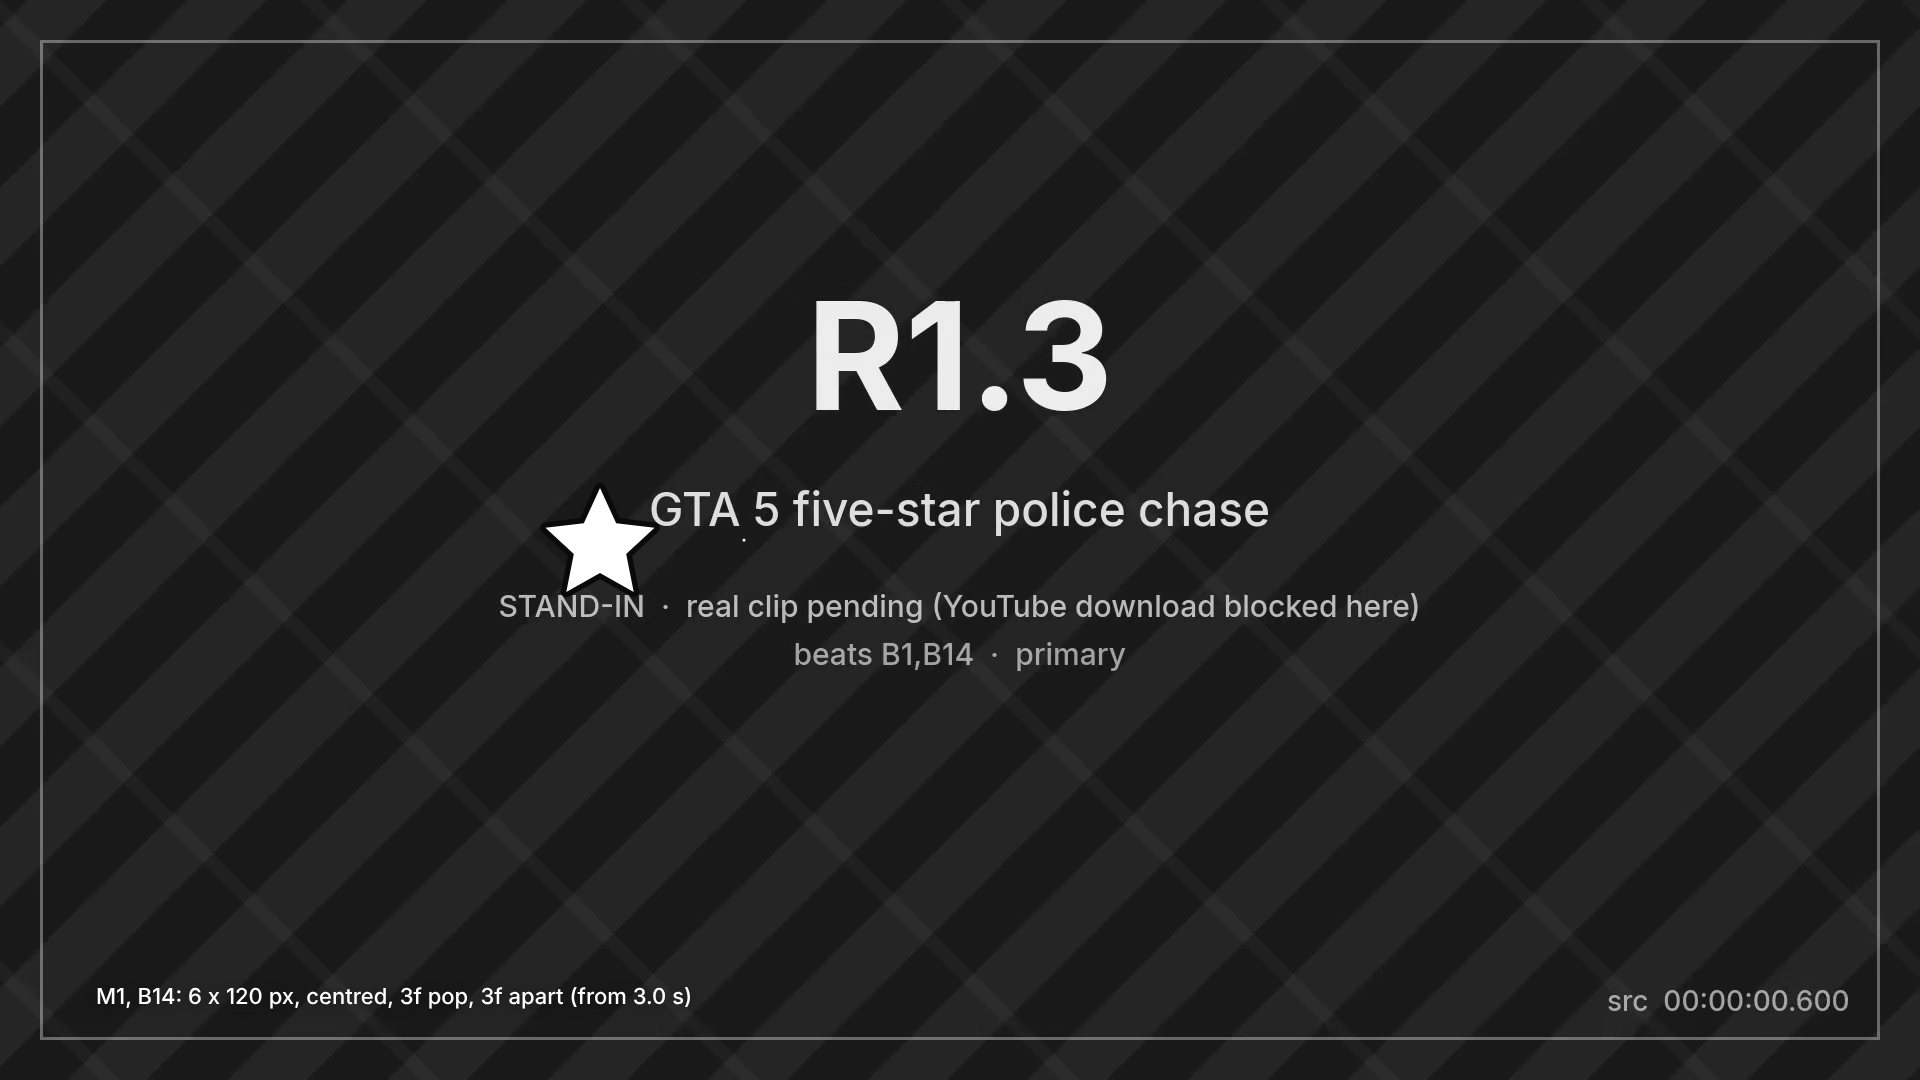 R1.3
GTA 5 five-star police chase
STAND-IN · real clip pending (YouTube download blocked here)
beats B1,B14 · primary
M1, B14: 6 x 120 px, centred, 3f pop, 3f apart (from 3.0 s)
src 00:00:00.600